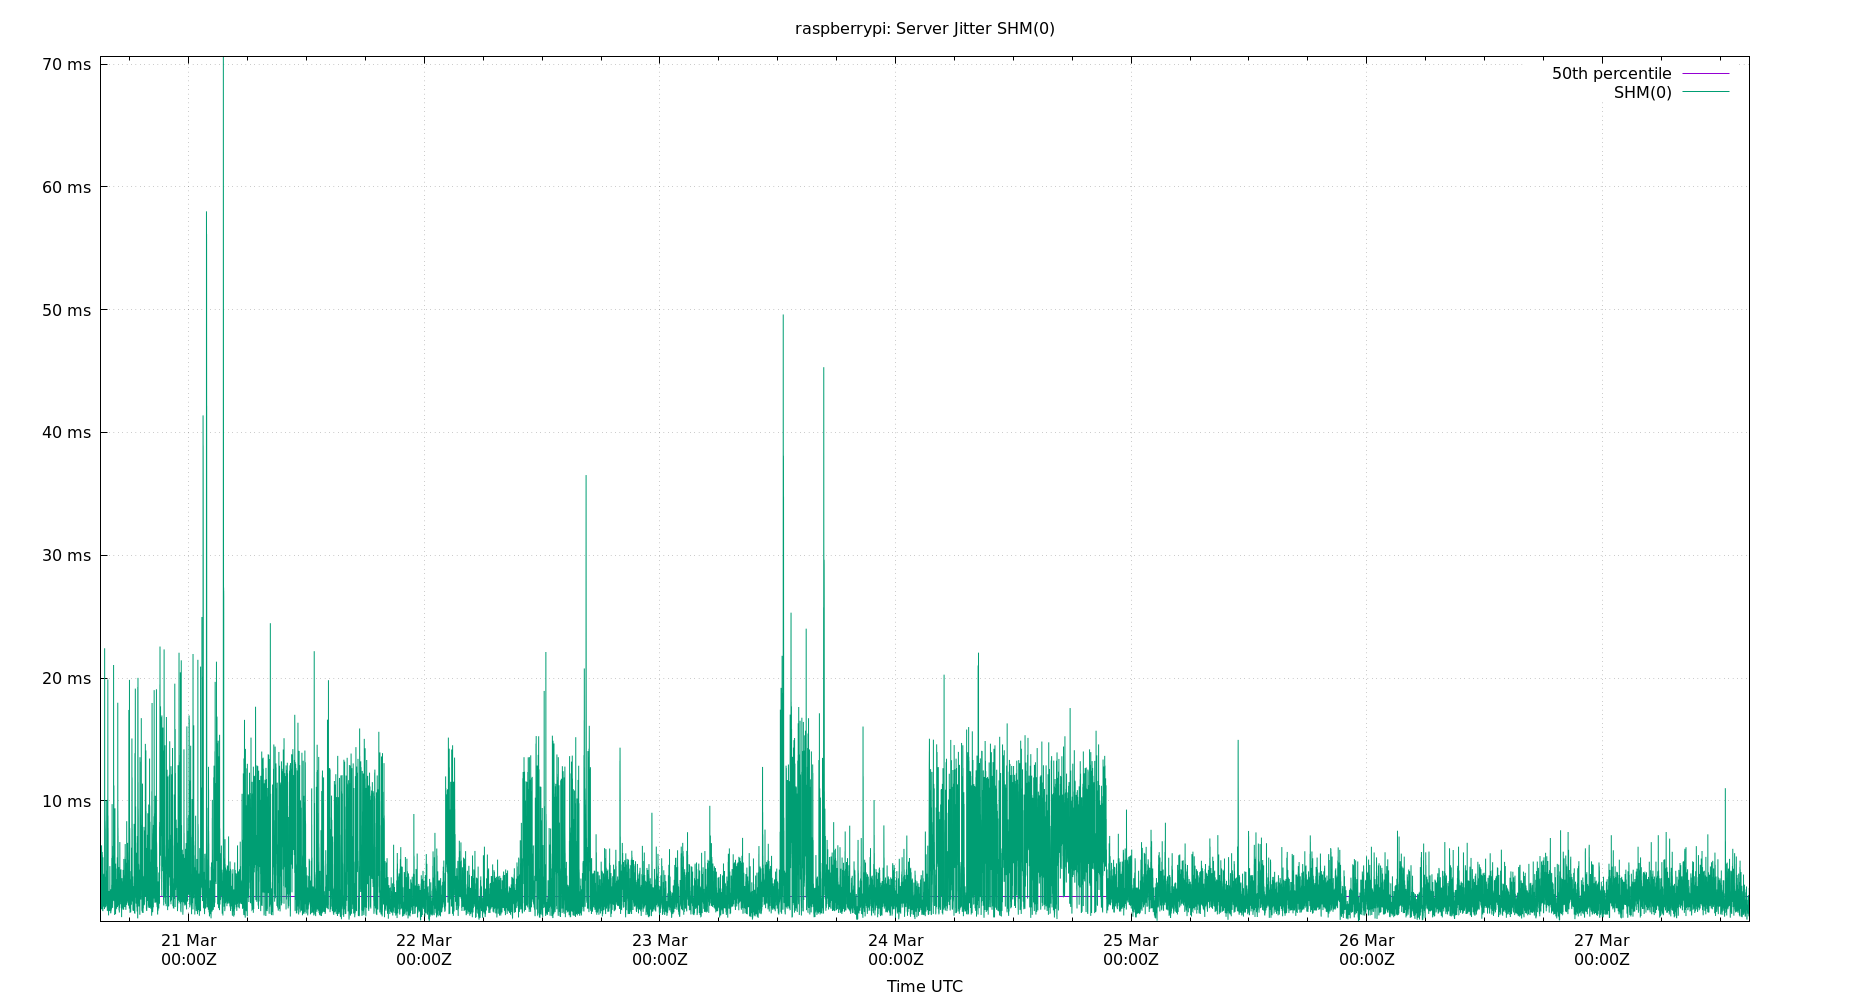 raspberrypi: Server Jitter SHM(0)
50th percentile
SHM(0)
70 ms
60 ms
50 ms
40 ms
30 ms
20 ms
10 ms
21 Mar
00:00Z
22 Mar
00:00Z
23 Mar
00:00Z
24 Mar
00:00Z
25 Mar
00:00Z
26 Mar
00:00Z
27 Mar
00:00Z
Time UTC